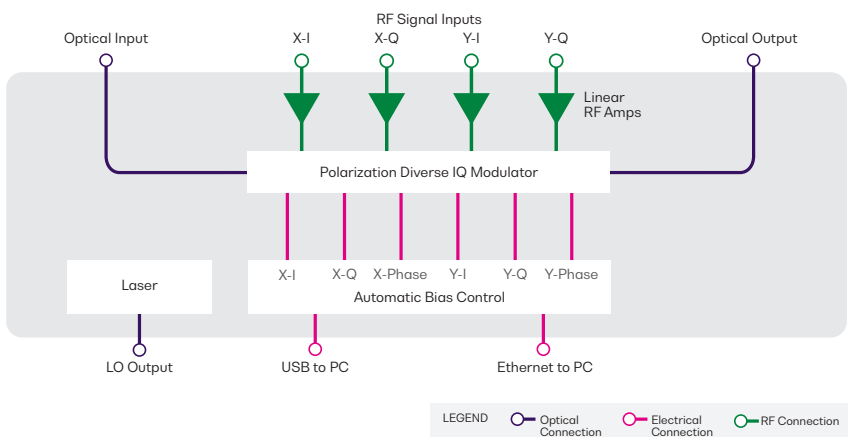 RF Signal Inputs
Optical Input
X-I
X-Q
Y-I
Y-Q
Optical Output
Linear
RF Amps
Polarization Diverse IQ Modulator
X-I
X-Q
X-Phase
Y-I
Y-Q
Y-Phase
Automatic Bias Control
Laser
LO Output
USB to PC
Ethernet to PC
LEGEND
Optical
Connection
Electrical
Connection
RF Connection